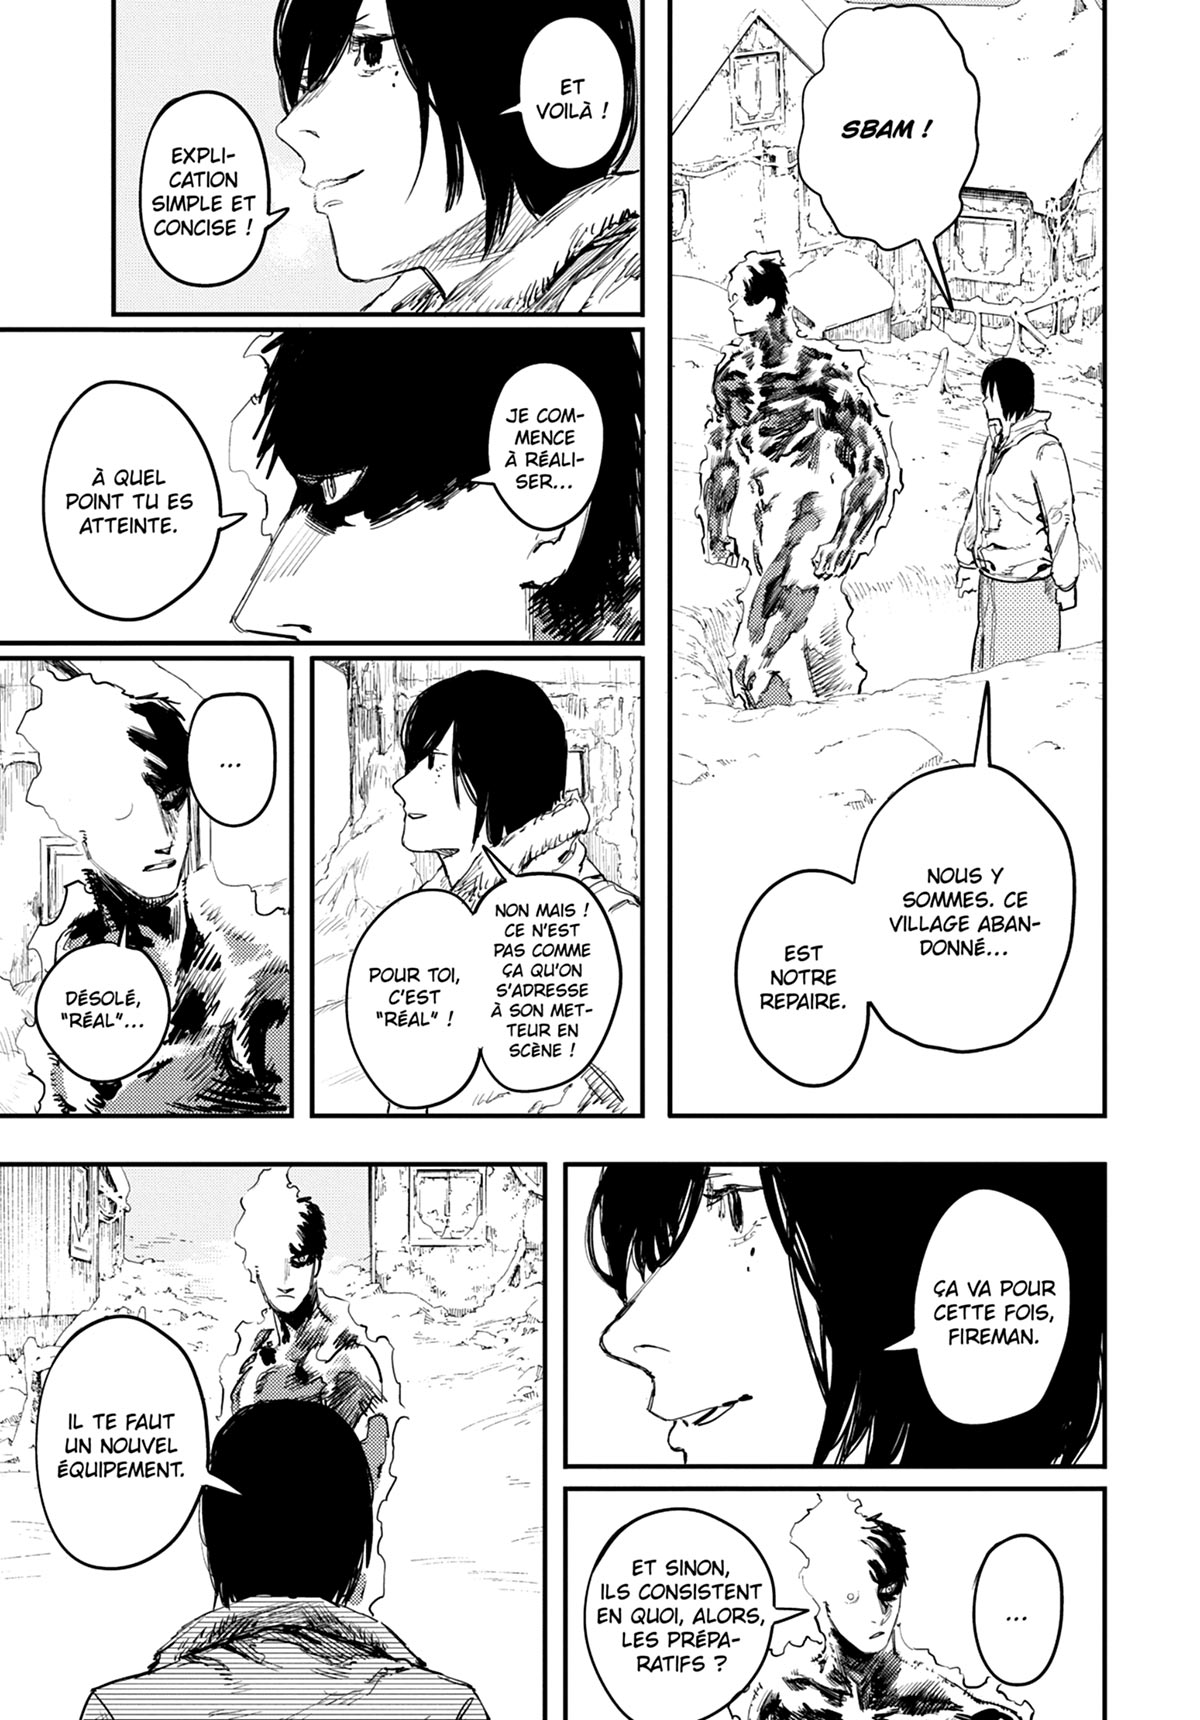 SBAM !
NOUS Y
SOMMES. CE
VILLAGE ABAN-
DONNÉ...
EST
NOTRE
REPAIRE.
ET
VOILÀ !
EXPLI-
CATION
SIMPLE ET
CONCISE !
JE COM-
MENCE
À RÉALI-
SER...
À QUEL
POINT TU ES
ATTEINTE.
NON MAIS !
CE N'EST
PAS COMME
ÇA QU'ON
S'ADRESSE
À SON MET-
TEUR EN
SCÈNE !
POUR TOI,
C'EST
"RÉAL" !
...
DÉSOLÉ,
"RÉAL"...
ÇA VA POUR
CETTE FOIS,
FIREMAN.
...
ET SINON,
ILS CONSISTENT
EN QUOI, ALORS,
LES PRÉPA-
RATIFS ?
IL TE FAUT
UN NOUVEL
ÉQUIPEMENT.